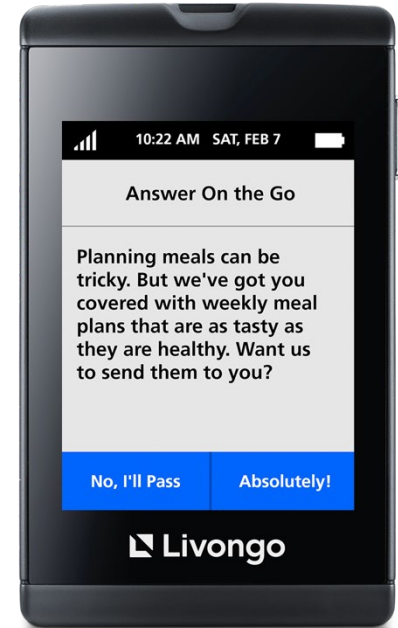 10:22 AM SAT, FEB 7
Answer On the Go
Planning meals can be
tricky. But we've got you
covered with weekly meal
plans that are as tasty as
they are healthy. Want us
to send them to you?
No, I'll Pass
Absolutely!
Livongo